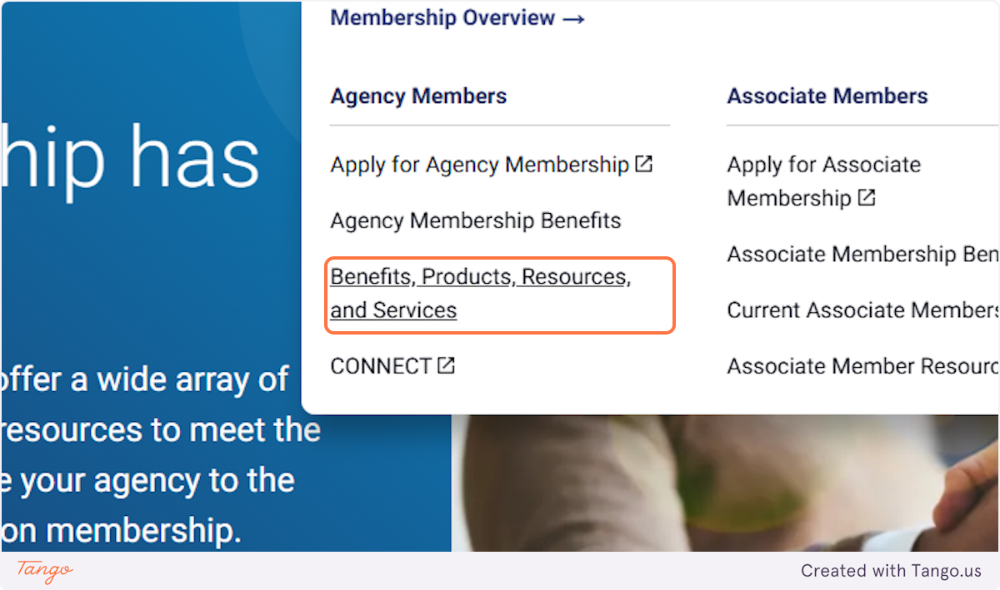 Membership Overview →
Agency Members
Apply for Agency Membership
Agency Membership Benefits
Benefits, Products, Resources,
and Services
CONNECT
Associate Members
Apply for Associate
Membership
Associate Membership Ben
Current Associate Members
Associate Member Resourc
hip has
offer a wide array of
resources to meet the
e your agency to the
on membership.
Tango
Created with Tango.us